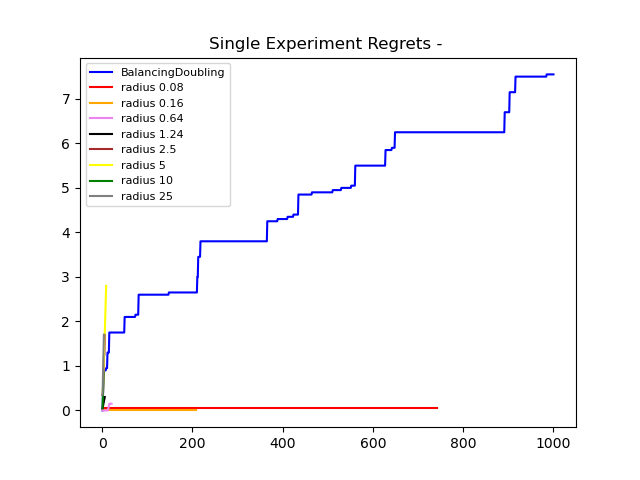 Single Experiment Regrets -
BalancingDoubling
radius 0.08
radius 0.16
radius 0.64
radius 1.24
radius 2.5
radius 5
radius 10
radius 25
7
6
5
4
3
2
1
0
0 200 400 600 800 1000